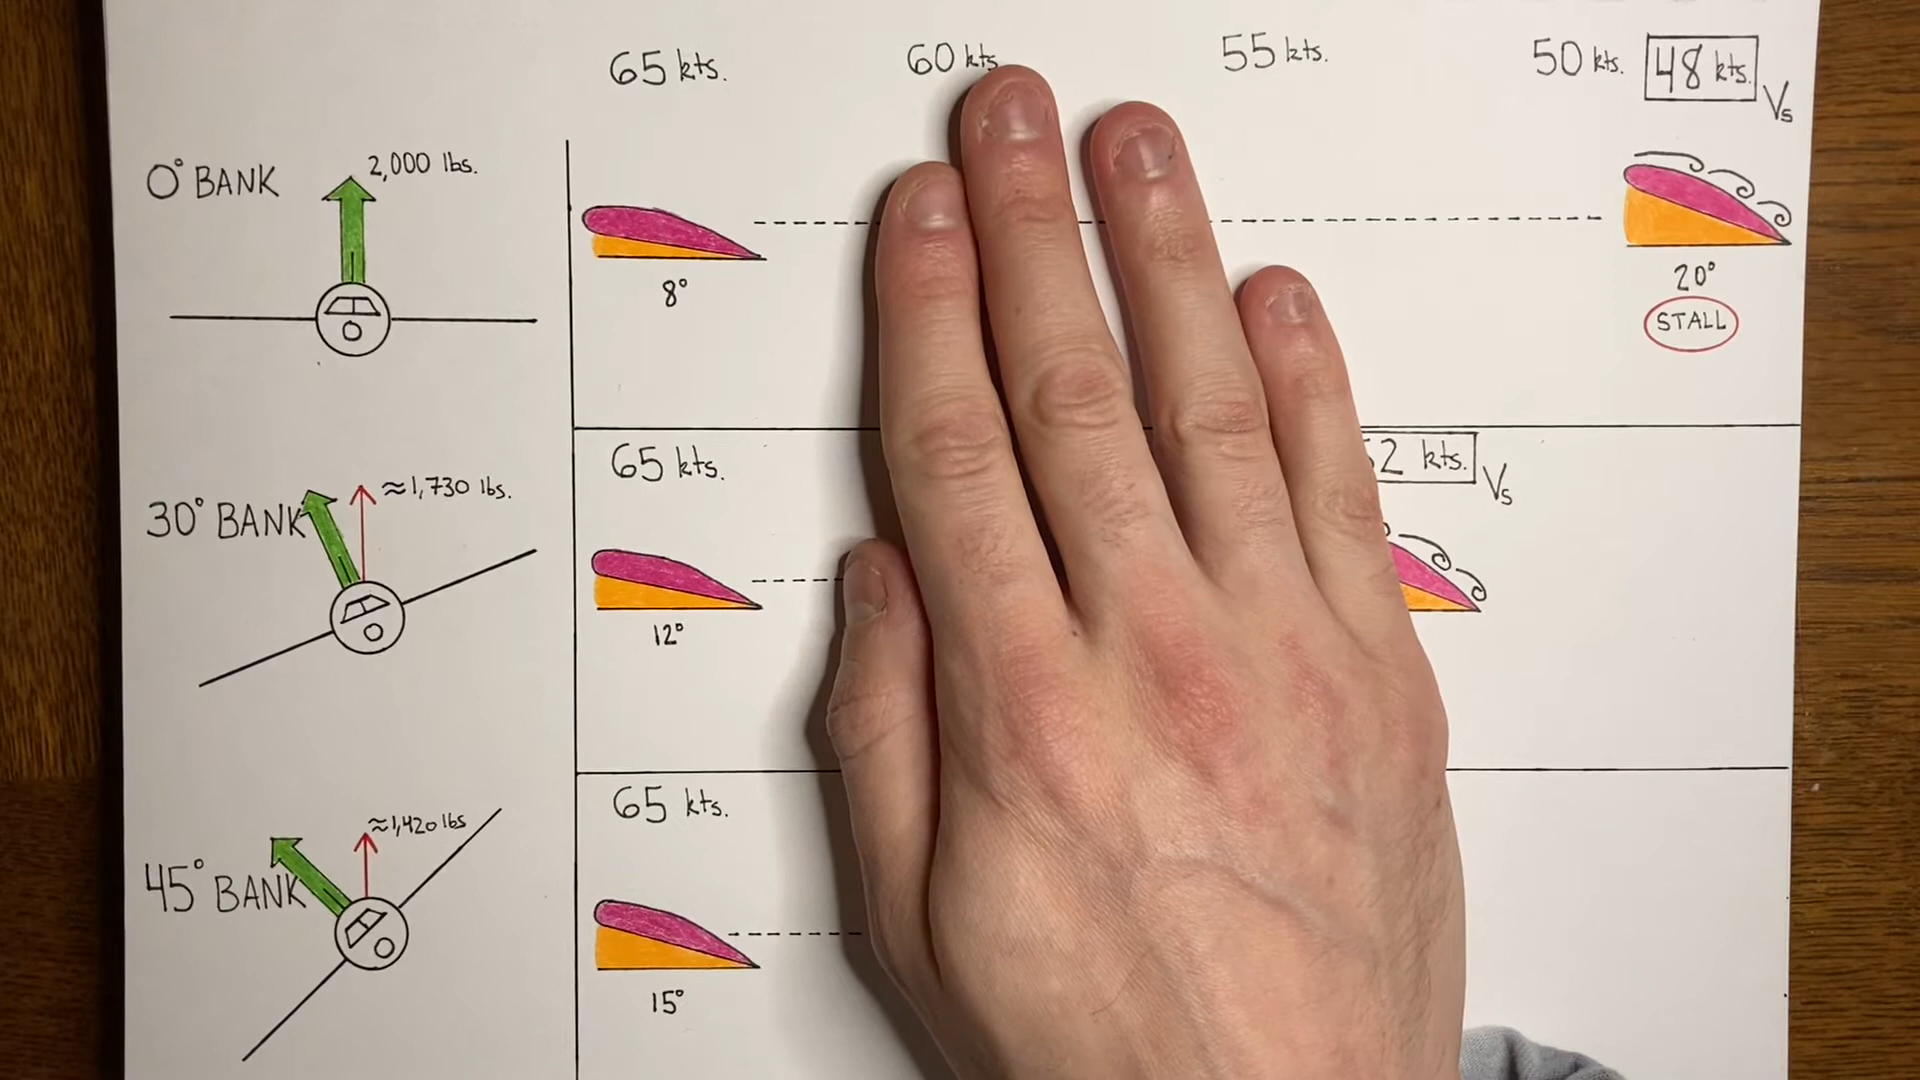 65 kts.
60 kts
55 kts.
50 kts.
48 kts.
Vs
0° BANK
2,000 lbs.
8°
20°
STALL
65 kts.
2 kts.
Vs
30° BANK
≈1,730 lbs.
12°
65 kts.
45° BANK
≈1,420 lbs
15°